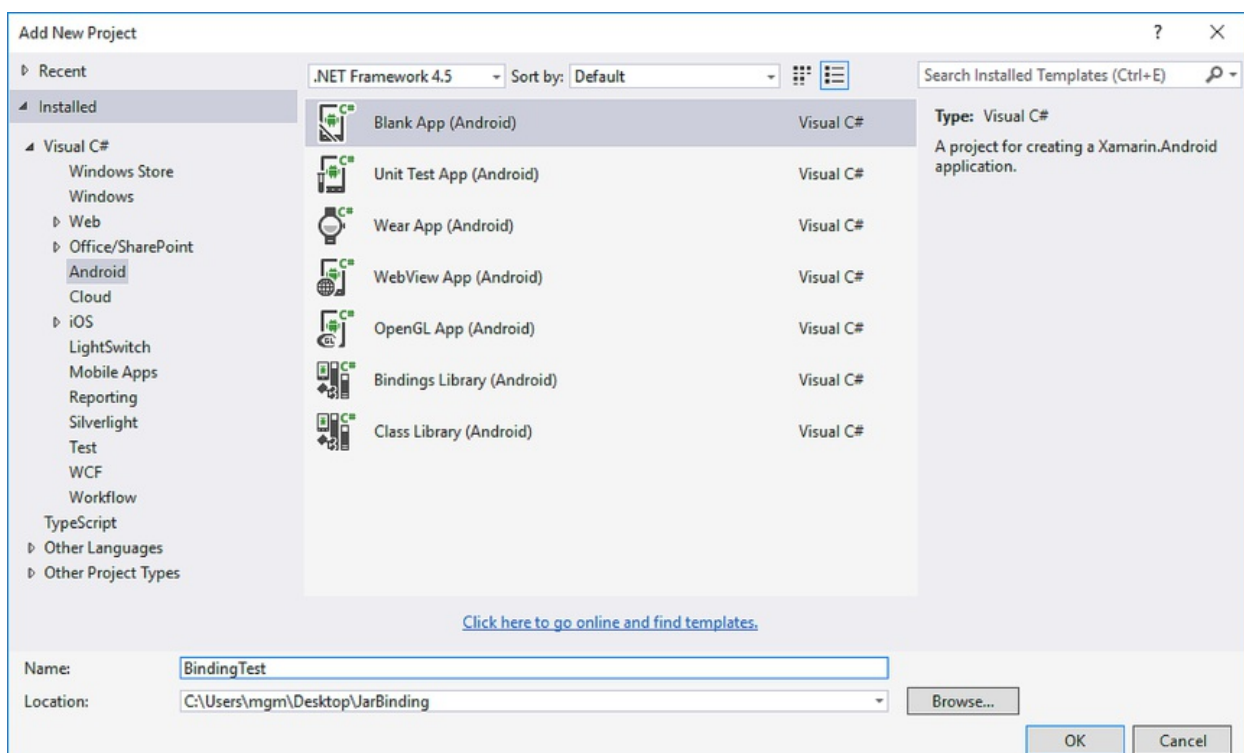 Add New Project
?
Recent
Installed
Visual C#
Windows Store
Windows
Web
Office/SharePoint
Android
Cloud
iOS
LightSwitch
Mobile Apps
Reporting
Silverlight
Test
WCF
Workflow
TypeScript
Other Languages
Other Project Types
.NET Framework 4.5 Sort by: Default
C# Blank App (Android) Visual C#
C# Unit Test App (Android) Visual C#
C# Wear App (Android) Visual C#
C# WebView App (Android) Visual C#
C# GL OpenGL App (Android) Visual C#
C# Bindings Library (Android) Visual C#
C# Class Library (Android) Visual C#
Click here to go online and find templates.
Search Installed Templates (Ctrl+E)
Type: Visual C#
A project for creating a Xamarin.Android
application.
Name: BindingTest
Location: C:\Users\mgm\Desktop\JarBinding Browse...
OK Cancel